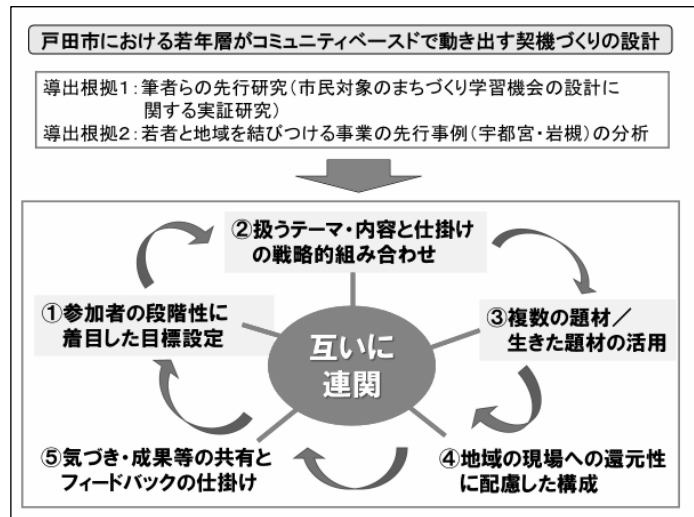 戸田市における若年層がコミュニティベースドで動き出す契機づくりの設計
導出根拠1:筆者らの先行研究(市民対象のまちづくり学習機会の設計に
関する実証研究)
導出根拠2:若者と地域を結びつける事業の先行事例(宇都宮・岩槻)の分析
②扱うテーマ・内容と仕掛け
の戦略的組み合わせ
①参加者の段階性に
着目した目標設定
③複数の題材/
生きた題材の活用
互いに
連関
⑤気づき・成果等の共有と
フィードバックの仕掛け
④地域の現場への還元性
に配慮した構成